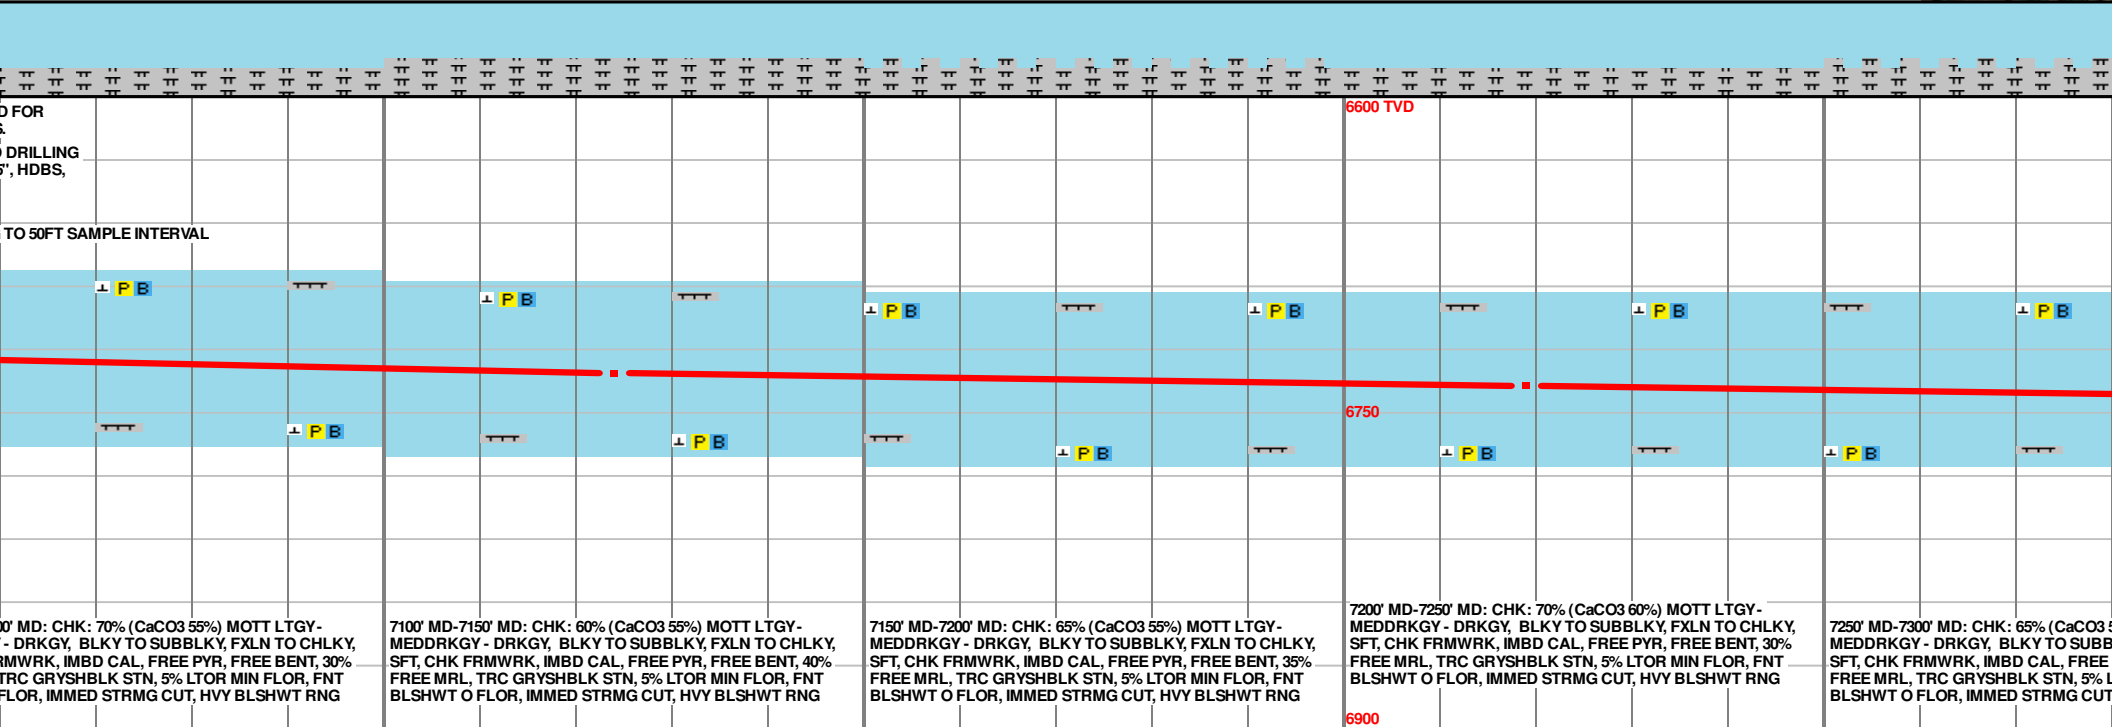 D FOR
S.
DRILLING
5", HDBS,
TO 50FT SAMPLE INTERVAL
6600 TVD
P B
P B
P B
P B
P B
P B
6750
P B
P B
P B
P B
P B
00' MD: CHK: 70% (CaCO3 55%) MOTT LTGY-
- DRKGY, BLKY TO SUBBLKY, FXLN TO CHLKY,
RMWRK, IMBD CAL, FREE PYR, FREE BENT, 30%
TRC GRYSHBLK STN, 5% LTOR MIN FLOR, FNT
FLOR, IMMED STRMG CUT, HVY BLSHWT RNG
7100' MD-7150' MD: CHK: 60% (CaCO3 55%) MOTT LTGY-
MEDDRKGY - DRKGY, BLKY TO SUBBLKY, FXLN TO CHLKY,
SFT, CHK FRMWRK, IMBD CAL, FREE PYR, FREE BENT, 40%
FREE MRL, TRC GRYSHBLK STN, 5% LTOR MIN FLOR, FNT
BLSHWT O FLOR, IMMED STRMG CUT, HVY BLSHWT RNG
7150' MD-7200' MD: CHK: 65% (CaCO3 55%) MOTT LTGY-
MEDDRKGY - DRKGY, BLKY TO SUBBLKY, FXLN TO CHLKY,
SFT, CHK FRMWRK, IMBD CAL, FREE PYR, FREE BENT, 35%
FREE MRL, TRC GRYSHBLK STN, 5% LTOR MIN FLOR, FNT
BLSHWT O FLOR, IMMED STRMG CUT, HVY BLSHWT RNG
7200' MD-7250' MD: CHK: 70% (CaCO3 60%) MOTT LTGY-
MEDDRKGY - DRKGY, BLKY TO SUBBLKY, FXLN TO CHLKY,
SFT, CHK FRMWRK, IMBD CAL, FREE PYR, FREE BENT, 30%
FREE MRL, TRC GRYSHBLK STN, 5% LTOR MIN FLOR, FNT
BLSHWT O FLOR, IMMED STRMG CUT, HVY BLSHWT RNG
7250' MD-7300' MD: CHK: 65% (CaCO3
MEDDRKGY - DRKGY, BLKY TO SUBB
SFT, CHK FRMWRK, IMBD CAL, FREE
FREE MRL, TRC GRYSHBLK STN, 5% L
BLSHWT O FLOR, IMMED STRMG CUT
6900